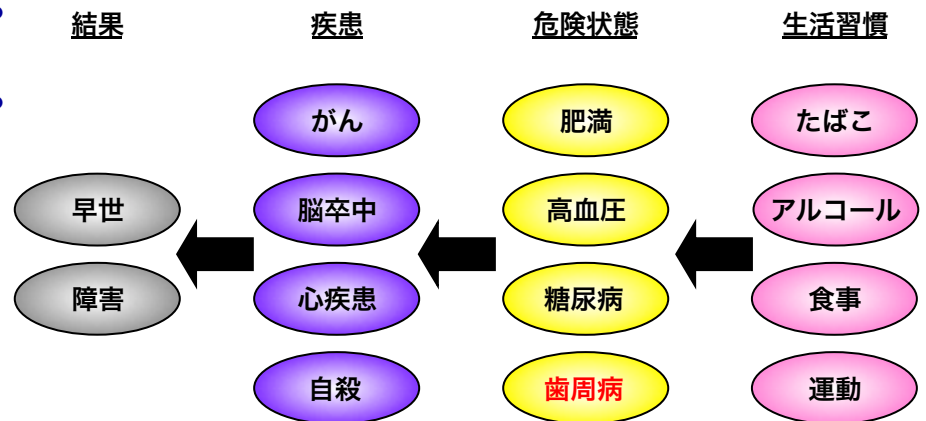 結果 疾患 危険状態 生活習慣
がん 肥満 たばこ
早世 脳卒中 高血圧 アルコール
障害 心疾患 糖尿病 食事
自殺 歯周病 運動